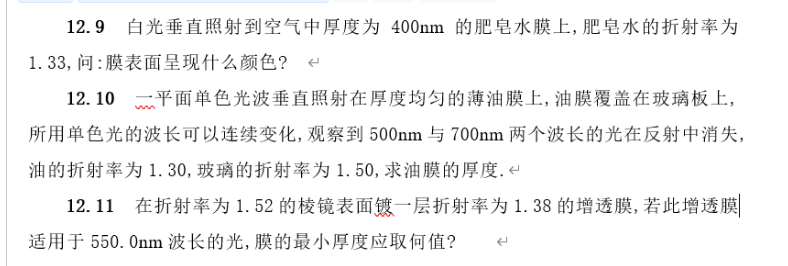 12.9 白光垂直照射到空气中厚度为 400nm 的肥皂水膜上,肥皂水的折射率为
1.33,问:膜表面呈现什么颜色? ↵
12.10 一平面单色光波垂直照射在厚度均匀的薄油膜上,油膜覆盖在玻璃板上,
所用单色光的波长可以连续变化,观察到 500nm 与 700nm 两个波长的光在反射中消失,
油的折射率为 1.30,玻璃的折射率为 1.50,求油膜的厚度.↵
12.11 在折射率为 1.52 的棱镜表面镀一层折射率为 1.38 的增透膜,若此增透膜
适用于 550.0nm 波长的光,膜的最小厚度应取何值? ↵